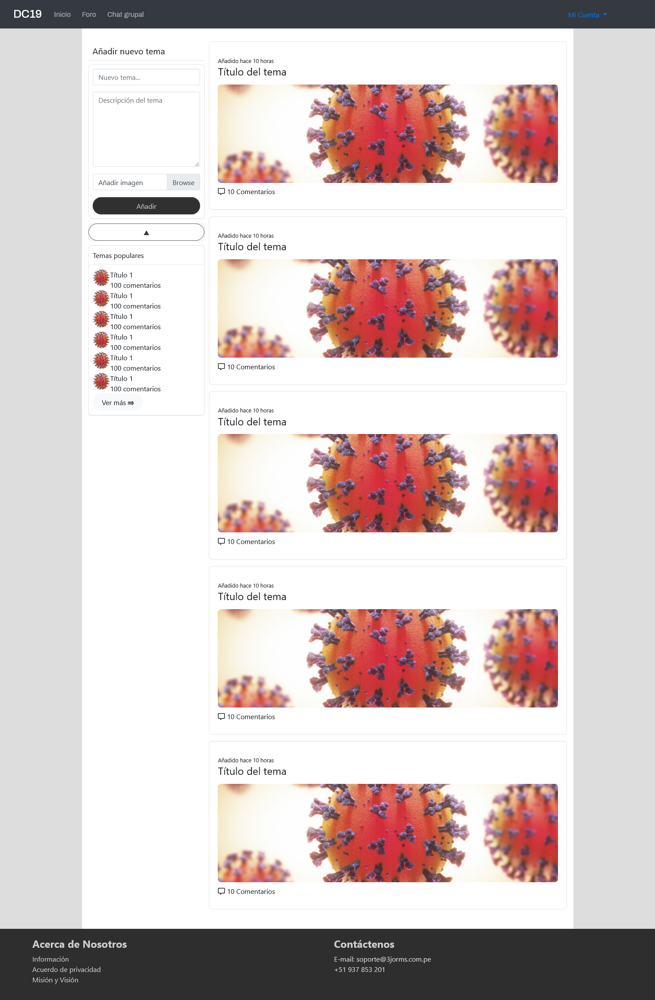 DC19 Inicio Foro Chat grupal Mi Cuenta
Añadir nuevo tema
Nuevo tema...
Descripción del tema
Añadir imagen Browse
Añadir
Temas populares
Título 1
100 comentarios
Título 1
100 comentarios
Título 1
100 comentarios
Título 1
100 comentarios
Título 1
100 comentarios
Título 1
100 comentarios
Ver más
Añadido hace 10 horas
Título del tema
10 Comentarios
Añadido hace 10 horas
Título del tema
10 Comentarios
Añadido hace 10 horas
Título del tema
10 Comentarios
Añadido hace 10 horas
Título del tema
10 Comentarios
Añadido hace 10 horas
Título del tema
10 Comentarios
Acerca de Nosotros
Información
Acuerdo de privacidad
Misión y Visión
Contáctenos
E-mail: soporte@3jorms.com.pe
+51 937 853 201